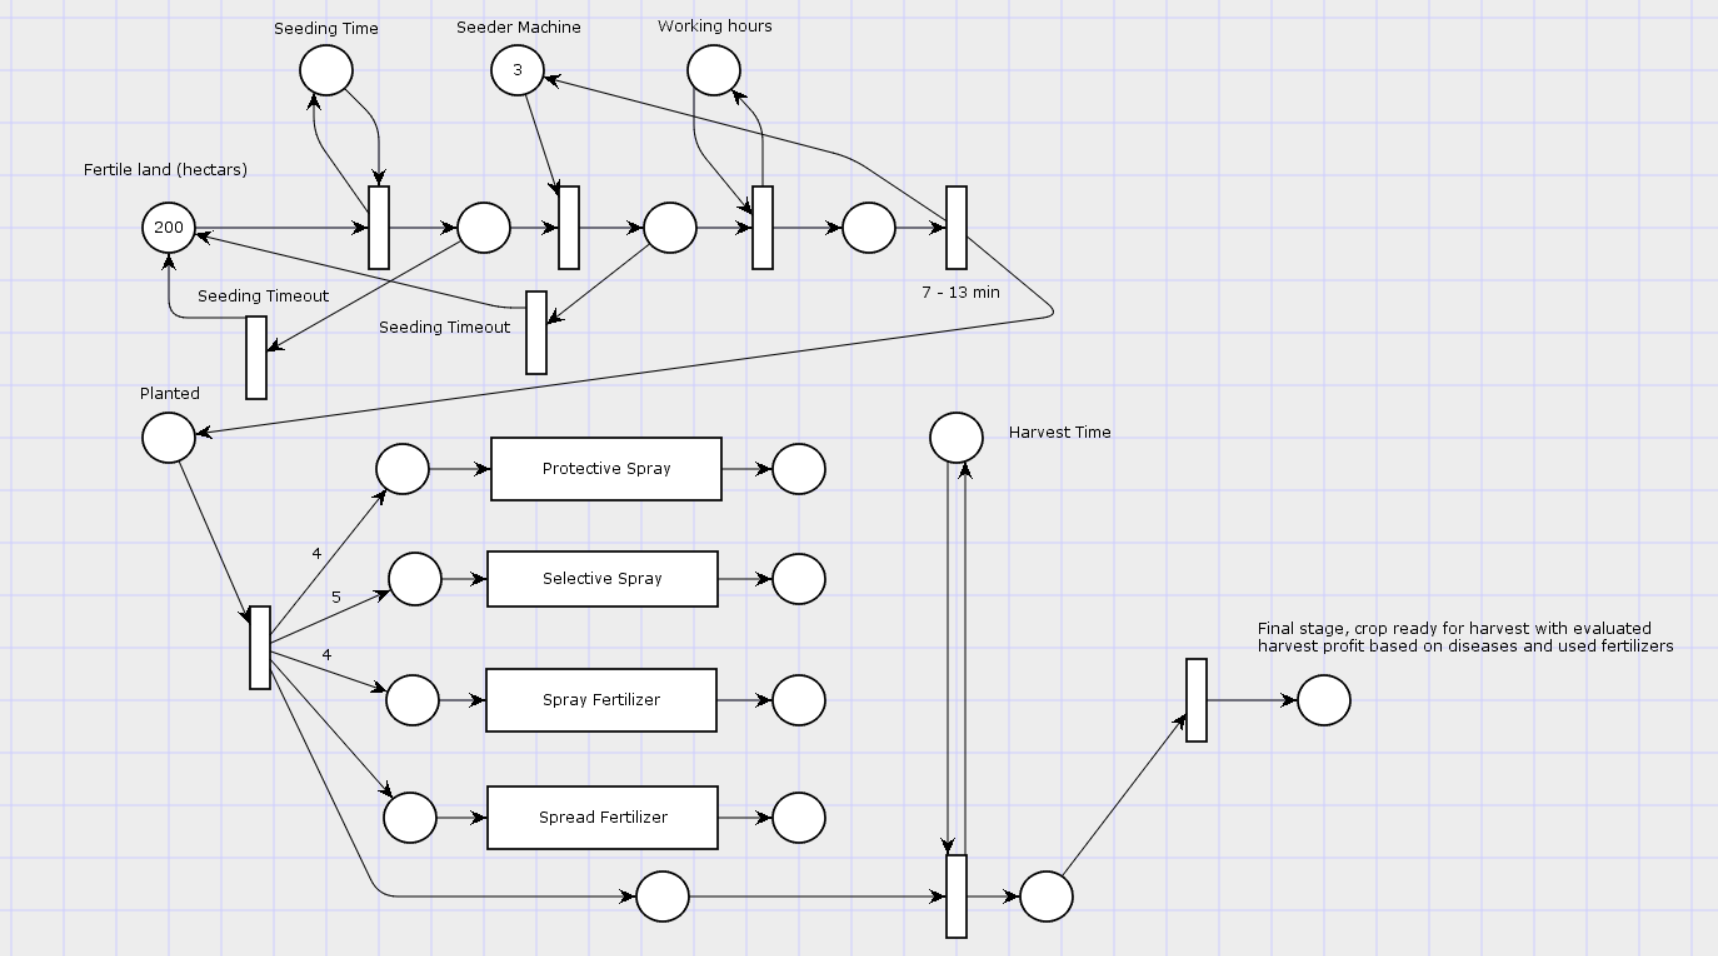 Seeding Time
Seeder Machine
Working hours
3
Fertile land (hectars)
200
Seeding Timeout
7 - 13 min
Seeding Timeout
Planted
Harvest Time
Protective Spray
4
Selective Spray
5
4
Final stage, crop ready for harvest with evaluated
harvest profit based on diseases and used fertilizers
Spray Fertilizer
Spread Fertilizer